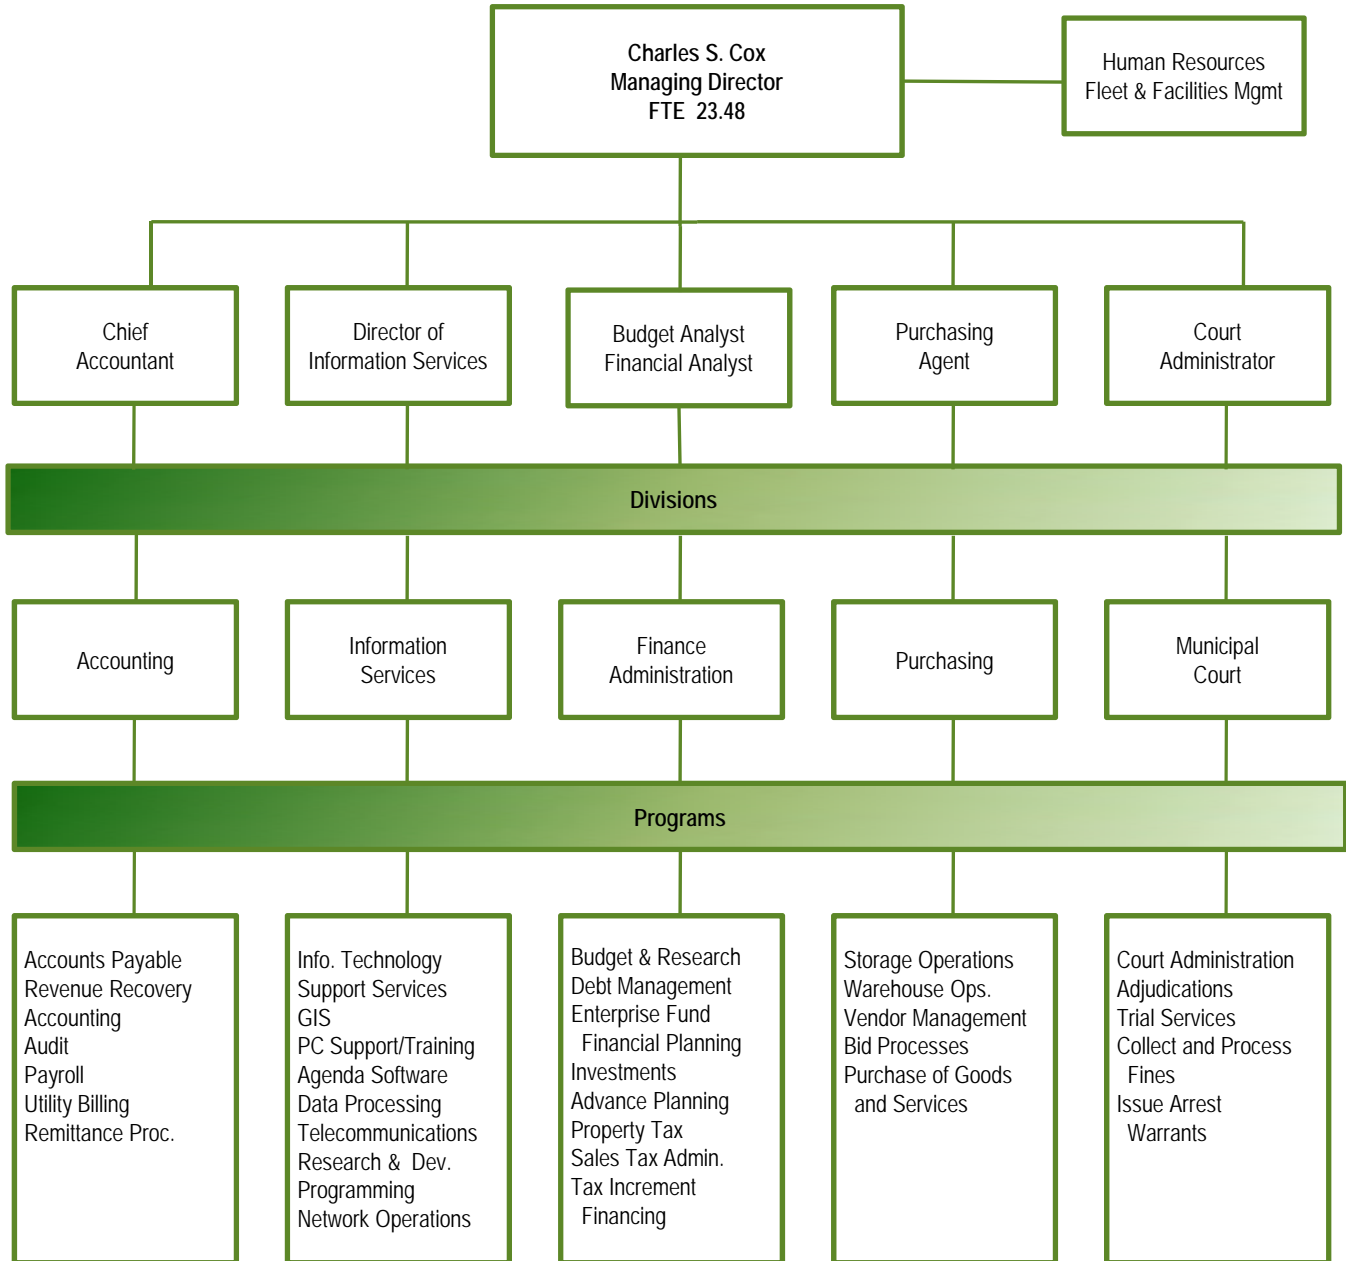 Charles S. Cox
Managing Director
FTE 23.48
Human Resources
Fleet & Facilities Mgmt
Chief
Accountant
Director of
Information Services
Budget Analyst
Financial Analyst
Purchasing
Agent
Court
Administrator
Divisions
Accounting
Information
Services
Finance
Administration
Purchasing
Municipal
Court
Programs
Accounts Payable
Revenue Recovery
Accounting
Audit
Payroll
Utility Billing
Remittance Proc.
Info. Technology
Support Services
GIS
PC Support/Training
Agenda Software
Data Processing
Telecommunications
Research & Dev.
Programming
Network Operations
Budget & Research
Debt Management
Enterprise Fund
Financial Planning
Investments
Advance Planning
Property Tax
Sales Tax Admin.
Tax Increment
Financing
Storage Operations
Warehouse Ops.
Vendor Management
Bid Processes
Purchase of Goods
and Services
Court Administration
Adjudications
Trial Services
Collect and Process
Fines
Issue Arrest
Warrants